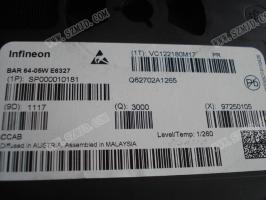 Infineon
(1T) VC122180M17 PR
BAR 64-05W E6327
(1P): SP000010181
Q62702A1265
(9D): 1117
(Q): 3000
(X): 97250105
CCAB
Level/Temp: 1/260
Diffused in AUSTRIA, Assembled in MALAYSIA